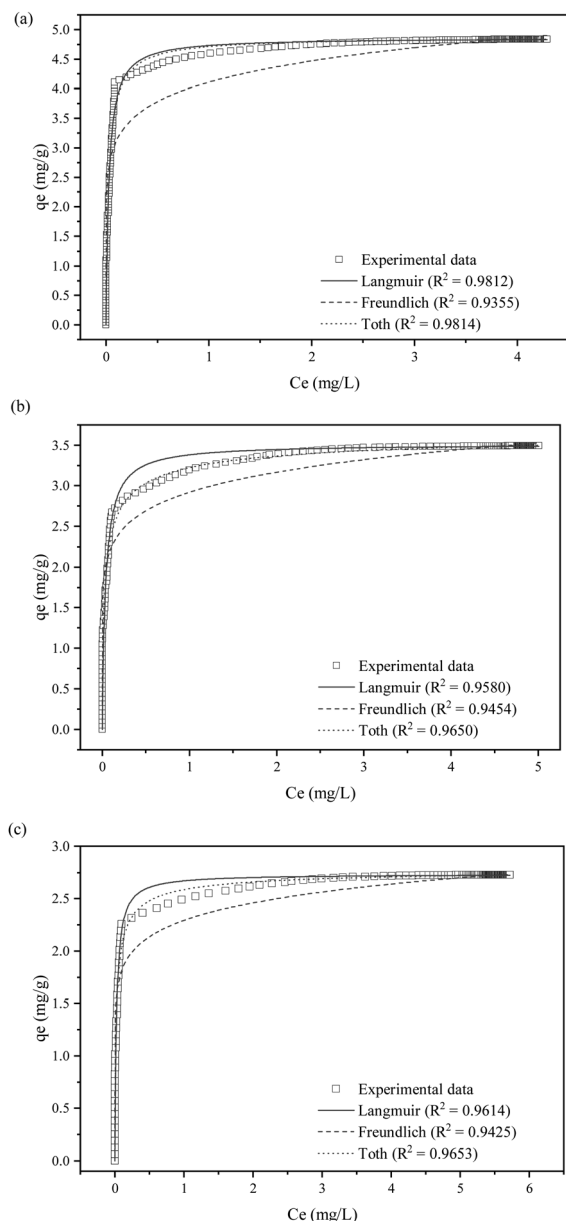 (a)
5.0
4.5
4.0
3.5
3.0
2.5
2.0
1.5
1.0
0.5
0.0
qe (mg/g)
Experimental data
Langmuir (R² = 0.9812)
Freundlich (R² = 0.9355)
Toth (R² = 0.9814)
0 1 2 3 4
Ce (mg/L)
(b)
3.5
3.0
2.5
2.0
1.5
1.0
0.5
0.0
qe (mg/g)
Experimental data
Langmuir (R² = 0.9580)
Freundlich (R² = 0.9454)
Toth (R² = 0.9650)
0 1 2 3 4 5
Ce (mg/L)
(c)
3.0
2.5
2.0
1.5
1.0
0.5
0.0
qe (mg/g)
Experimental data
Langmuir (R² = 0.9614)
Freundlich (R² = 0.9425)
Toth (R² = 0.9653)
0 1 2 3 4 5 6
Ce (mg/L)